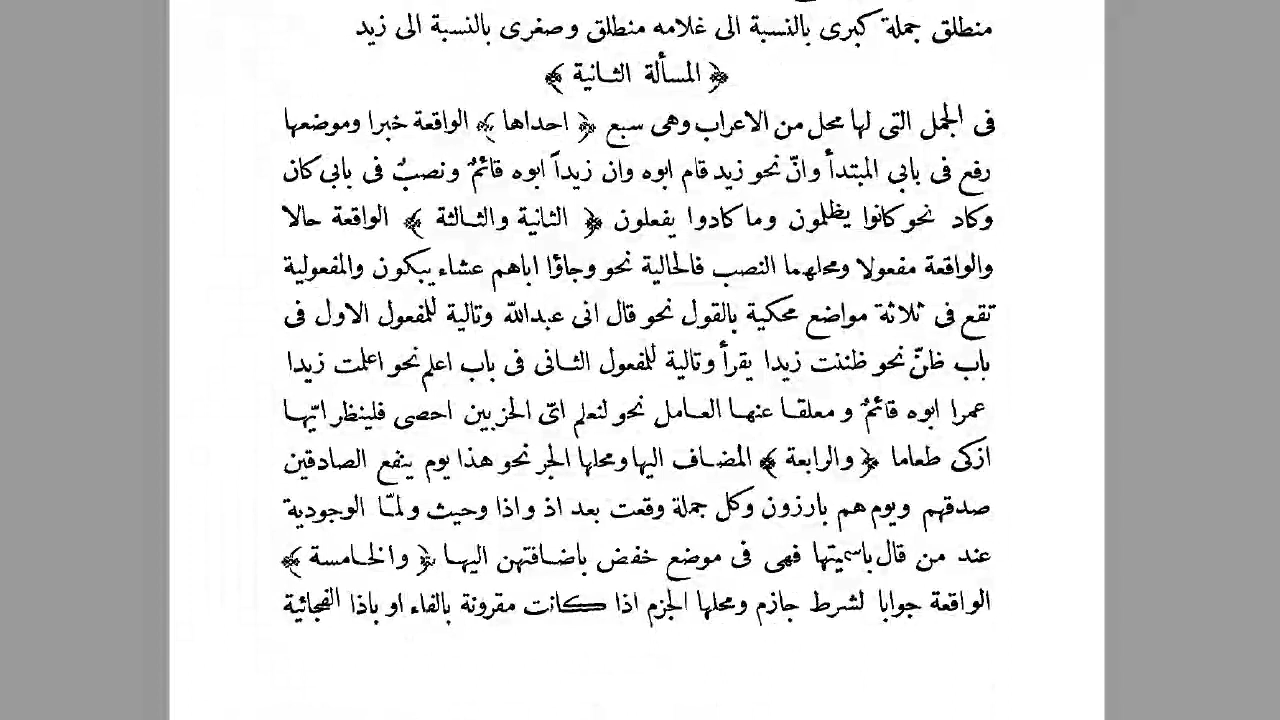 منطلق جملة كبرى بالنسبة الى غلامه منطلق وصغرى بالنسبة الى زيد
﴿ المسألة الثانية ﴾
فى الجمل التى لها محل من الاعراب وهى سبع ﴿ احداها ﴾ الواقعة خبرا وموضعها
رفع فى بابى المبتدأ وانّ نحو زيد قام ابوه وان زيداً ابوه قائمٌ ونصبٌ فى بابى كان
وكاد نحو كانوا يظلمون وما كادوا يفعلون ﴿ الثانية والثالثة ﴾ الواقعة حالا
والواقعة مفعولا ومحلهما النصب فالحالية نحو وجاؤا اباهم عشاء يبكون والمفعولية
تقع فى ثلاثة مواضع محكية بالقول نحو قال انى عبدالله وتالية للمفعول الاول فى
باب ظنّ نحو ظننت زيدا يقرأ وتالية للمفعول الثانى فى باب اعلم نحو اعلمت زيدا
عمرا ابوه قائمٌ ومعلقا عنها العامل نحو لنعلم اىّ الحزبين احصى فلينظر ايّها
ازكى طعاما ﴿ والرابعة ﴾ المضاف اليها ومحلها الجر نحو هذا يوم ينفع الصادقين
صدقهم ويوم هم بارزون وكل جملة وقعت بعد اذ واذا وحيث ولمّا الوجودية
عند من قال باسميتها فهى فى موضع خفض باضافتهن اليها ﴿ والخامسة ﴾
الواقعة جوابا لشرط جازم ومحلها الجزم اذا كانت مقرونة بالفاء او باذا الفجائية